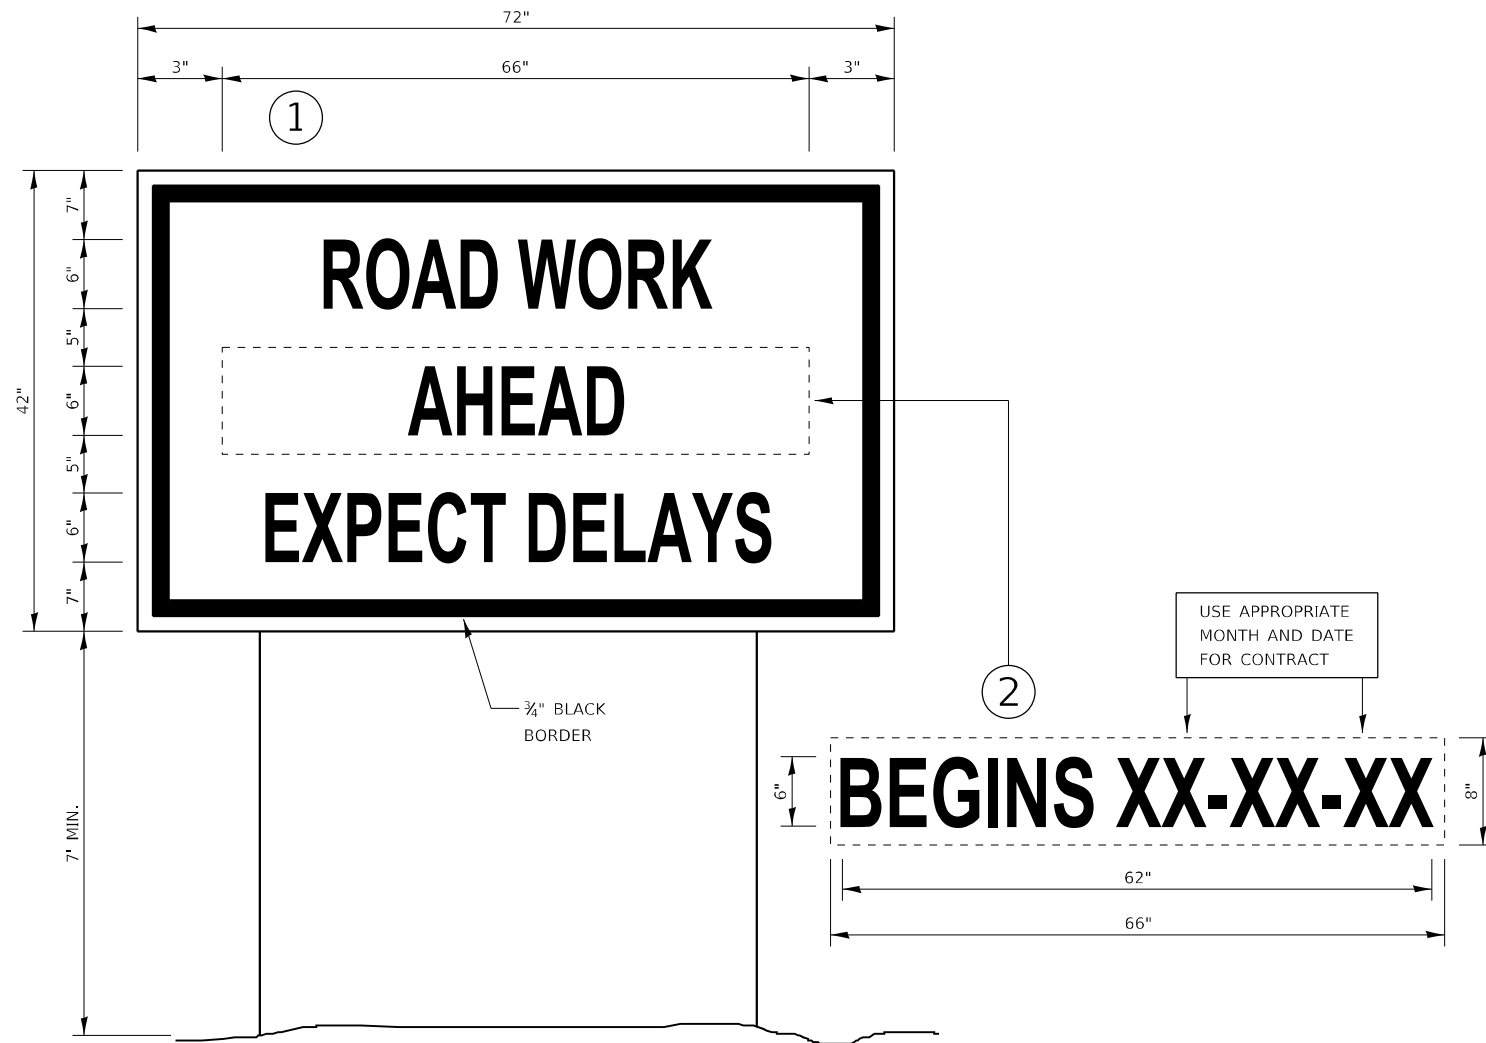 72"
3" 66" 3"
1
7"
6"
5"
6"
5"
6"
7"
42"
7' MIN.
ROAD WORK
AHEAD
EXPECT DELAYS
¾" BLACK
BORDER
2
USE APPROPRIATE
MONTH AND DATE
FOR CONTRACT
6"
BEGINS XX-XX-XX
8"
62"
66"